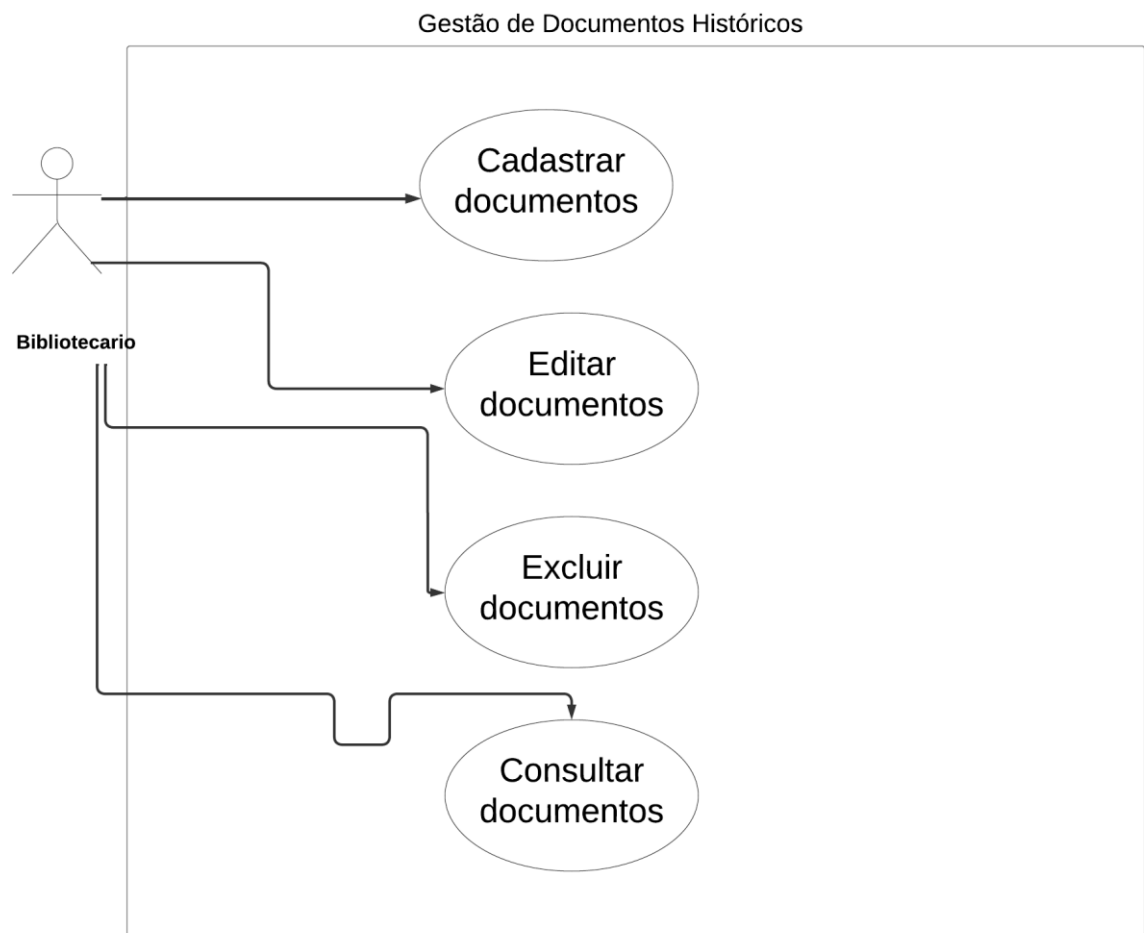 Gestão de Documentos Históricos
Cadastrar
documentos
Editar
documentos
Bibliotecario
Excluir
documentos
Consultar
documentos